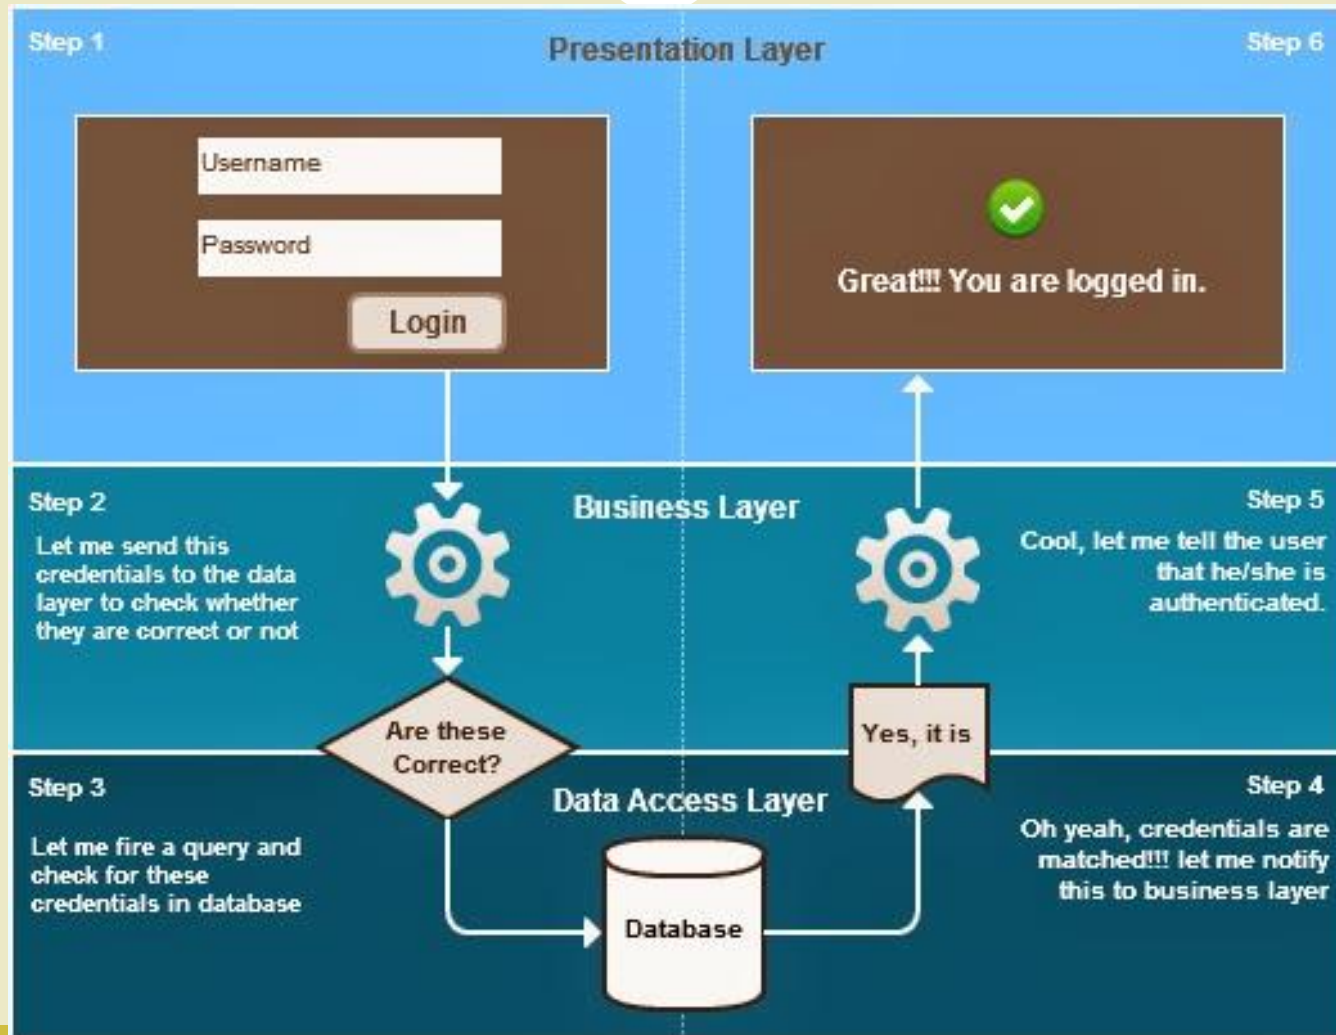 Step 1
Presentation Layer
Step 6
Username
Password
Login
Great!!! You are logged in.
Step 2
Let me send this
credentials to the data
layer to check whether
they are correct or not
Business Layer
Step 5
Cool, let me tell the user
that he/she is
authenticated.
Are these
Correct?
Yes, it is
Step 3
Let me fire a query and
check for these
credentials in database
Data Access Layer
Database
Step 4
Oh yeah, credentials are
matched!!! let me notify
this to business layer